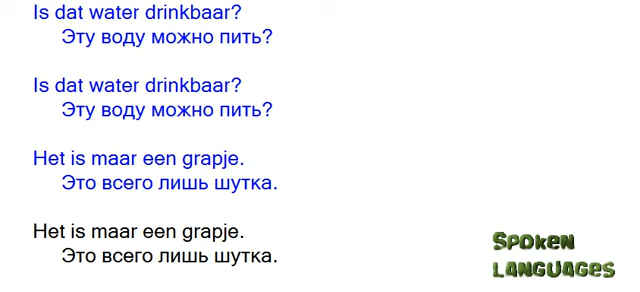 Is dat water drinkbaar?
Эту воду можно пить?
Is dat water drinkbaar?
Эту воду можно пить?
Het is maar een grapje.
Это всего лишь шутка.
Het is maar een grapje.
Это всего лишь шутка.
Spoken
Languages